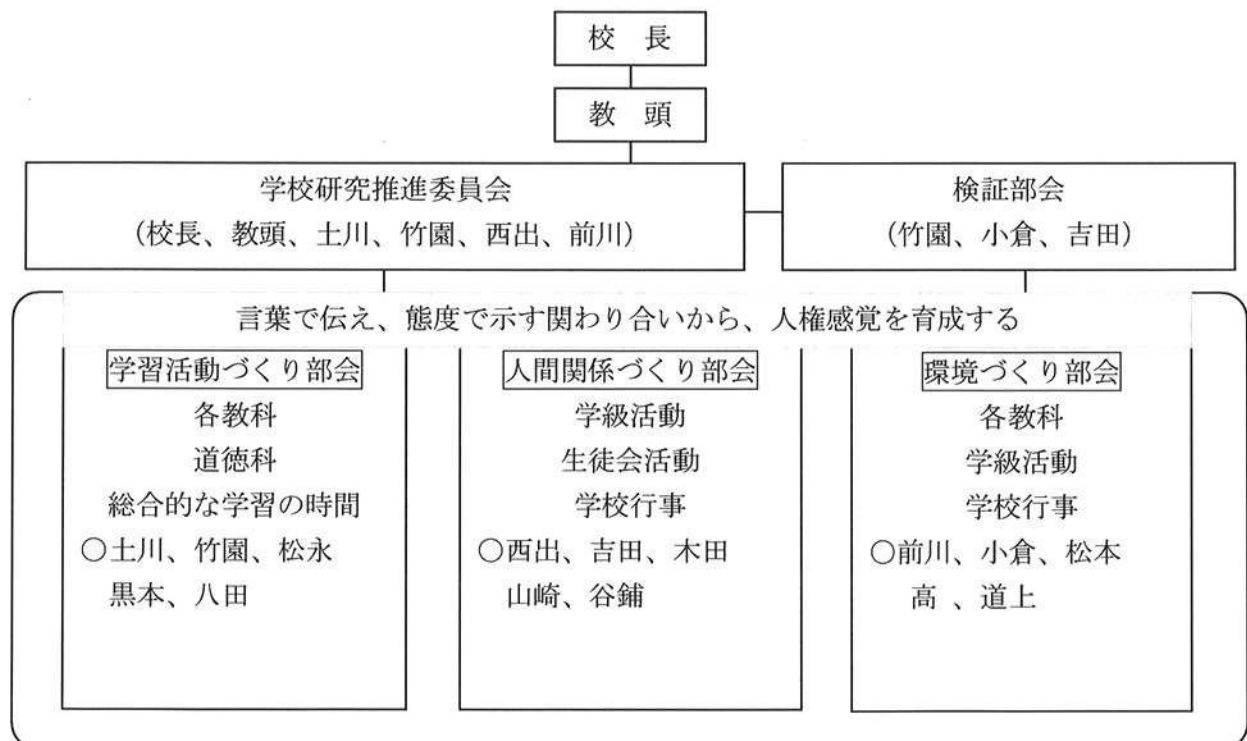 校 長
教 頭
学校研究推進委員会
(校長、教頭、土川、竹園、西出、前川)
検証部会
(竹園、小倉、吉田)
言葉で伝え、態度で示す関わり合いから、人権感覚を育成する
学習活動づくり部会
各教科
道徳科
総合的な学習の時間
○土川、竹園、松永
黒本、八田
人間関係づくり部会
学級活動
生徒会活動
学校行事
○西出、吉田、木田
山崎、谷鋪
環境づくり部会
各教科
学級活動
学校行事
○前川、小倉、松本
高 、道上